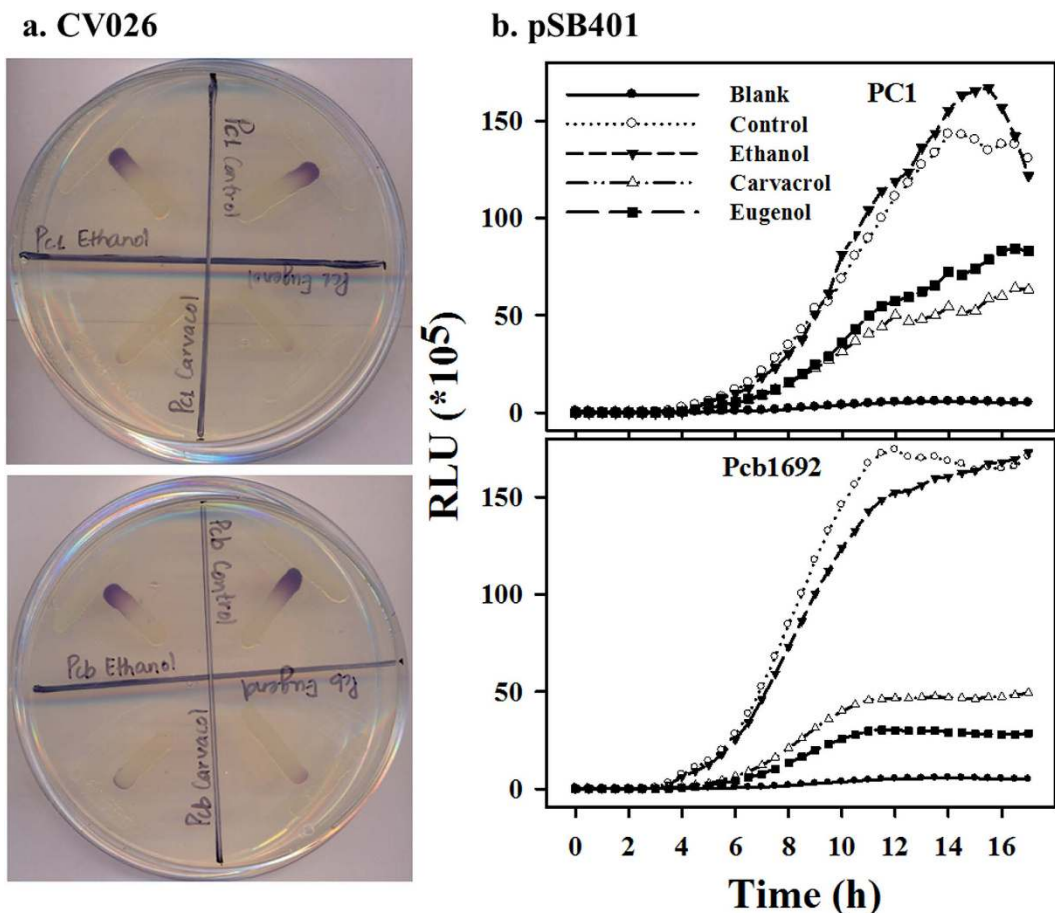 a. CV026
b. pSB401
Pc1 Control
Pc1 Ethanol
Pc1 Eugenol
Pc1 Carvacol
Pcb Control
Pcb Ethanol
Pcb Eugenol
Pcb Carvacol
RLU (*10⁵)
Blank
Control
Ethanol
Carvacrol
Eugenol
PC1
150
100
50
0
Pcb1692
150
100
50
0
0 2 4 6 8 10 12 14 16
Time (h)